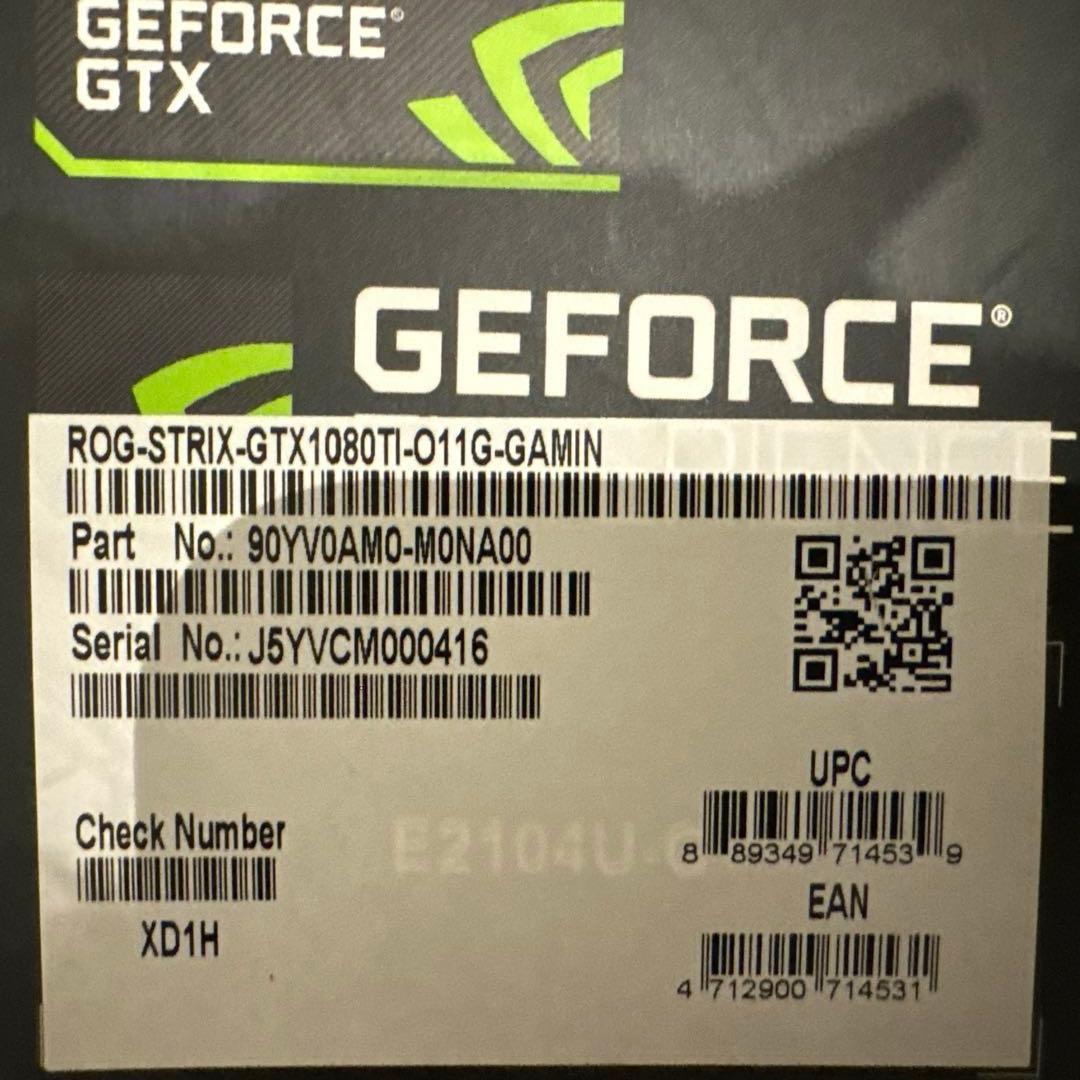 GEFORCE®
GTX
GEFORCE®
ROG-STRIX-GTX1080TI-O11G-GAMIN
Part No.: 90YV0AM0-M0NA00
Serial No.: J5YVCM000416
UPC
8 89349 71453 9
Check Number
E2104U-G
EAN
XD1H
4 712900 714531